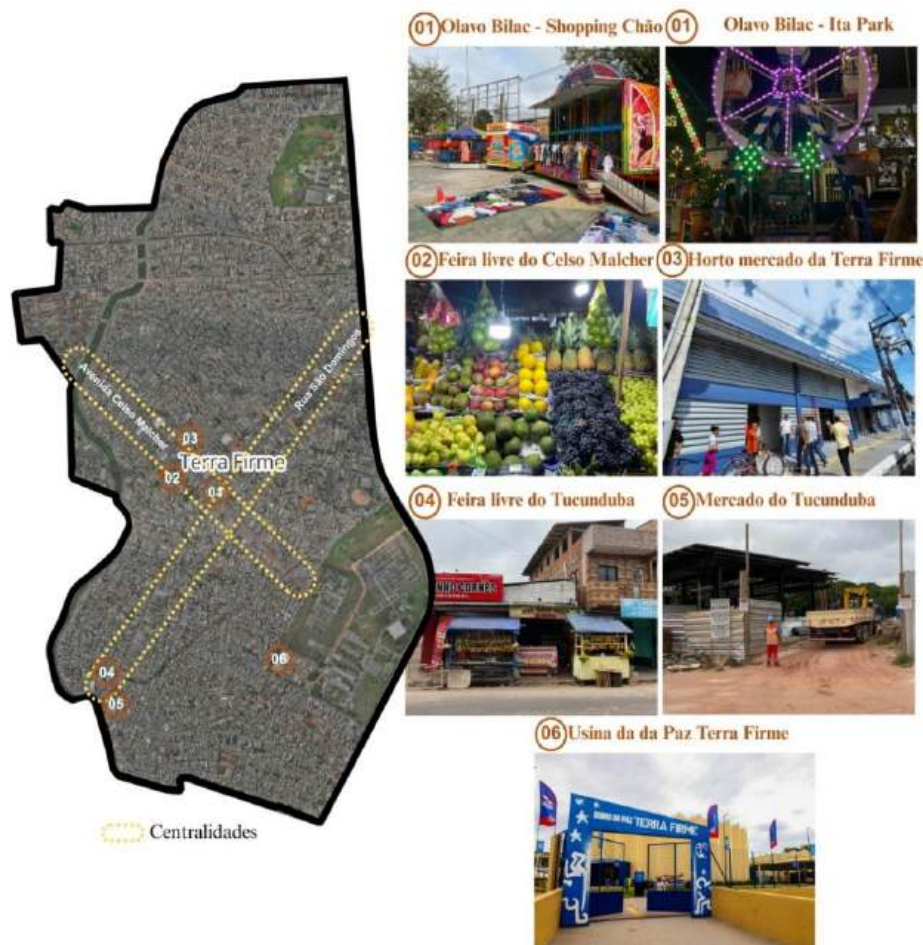 01 Olavo Bilac - Shopping Chão
01 Olavo Bilac - Ita Park
02 Feira livre do Celso Malcher
03 Horto mercado da Terra Firme
04 Feira livre do Tucunduba
05 Mercado do Tucunduba
06 Usina da da Paz Terra Firme
TERRA FIRME
Avenida Celso Malcher
Rua São Domingos
03
Terra Firme
02
01
06
04
05
Centralidades